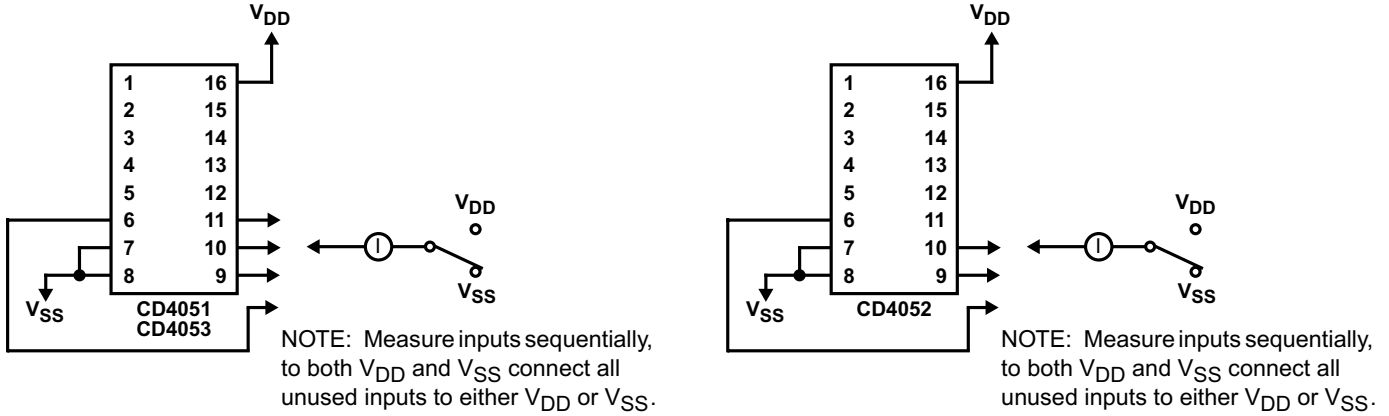 VDD
1 16
2 15
3 14
4 13
5 12
6 11
7 10
8 9
VSS
CD4051
CD4053
I
VDD
VSS
NOTE: Measure inputs sequentially,
to both VDD and VSS connect all
unused inputs to either VDD or VSS.
VDD
1 16
2 15
3 14
4 13
5 12
6 11
7 10
8 9
VSS
CD4052
I
VDD
VSS
NOTE: Measure inputs sequentially,
to both VDD and VSS connect all
unused inputs to either VDD or VSS.